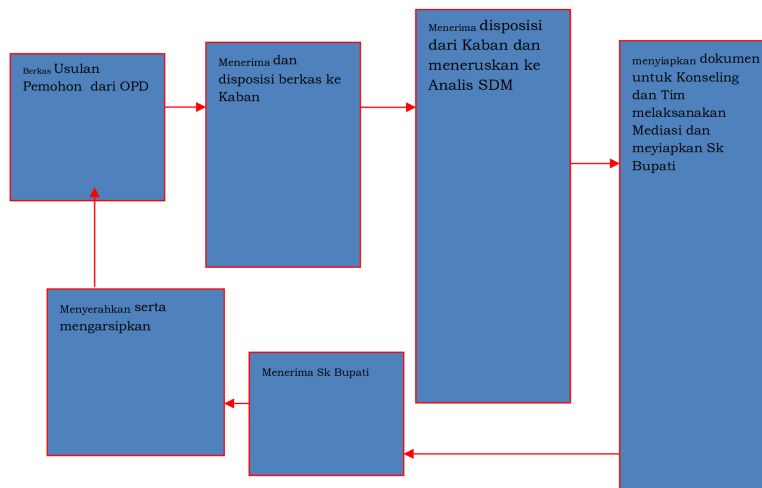 Berkas Usulan
Pemohon dari OPD
Menerima dan
disposisi berkas ke
Kaban
Menerima disposisi
dari Kaban dan
meneruskan ke
Analis SDM
menyiapkan dokumen
untuk Konseling
dan Tim
melaksanakan
Mediasi dan
meyiapkan Sk
Bupati
Menerima Sk Bupati
Menyerahkan serta
mengarsipkan